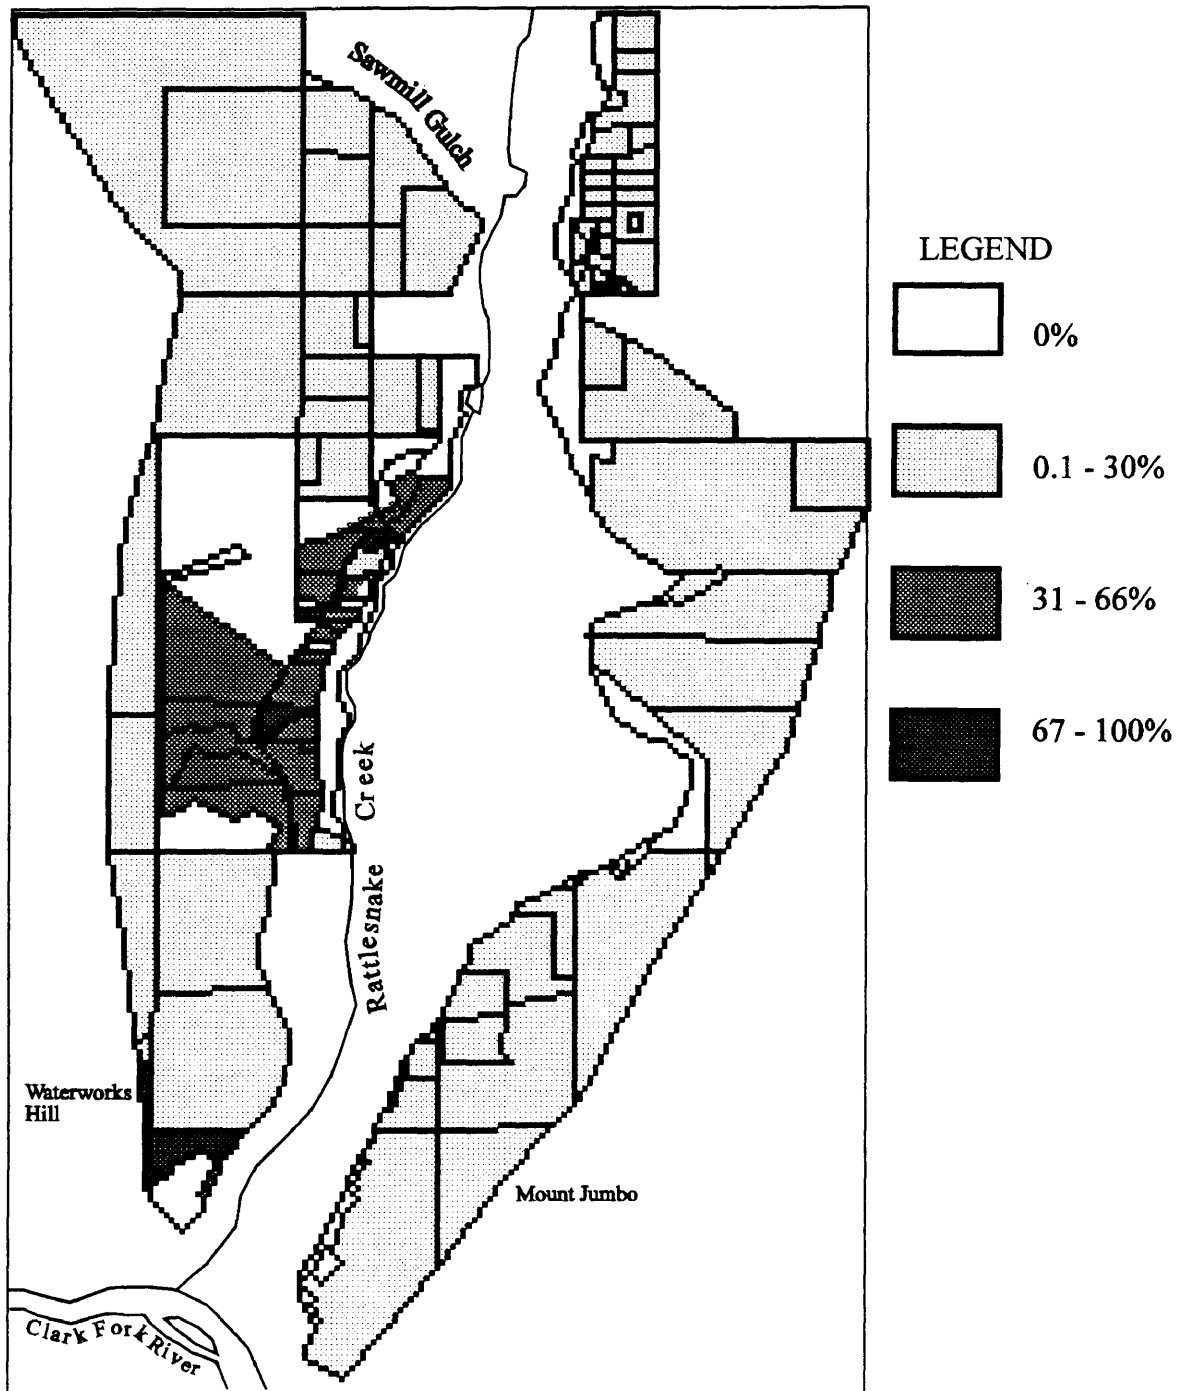 Sawmill Gulch
LEGEND
0%
0.1 - 30%
31 - 66%
67 - 100%
Rattlesnake Creek
Waterworks
Hill
Mount Jumbo
Clark Fork River